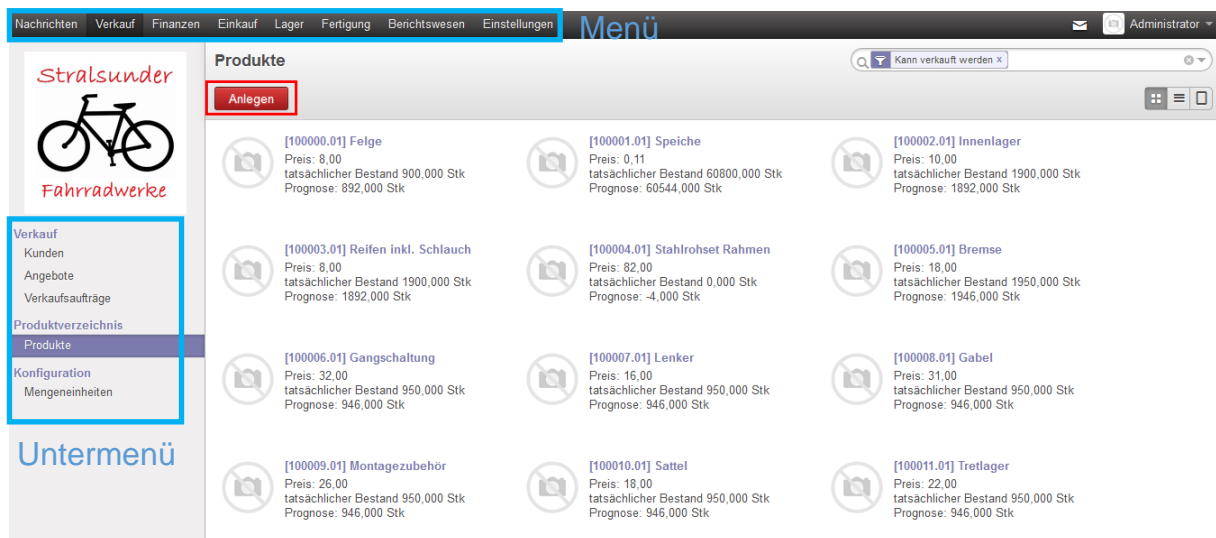 Nachrichten Verkauf Finanzen Einkauf Lager Fertigung Berichtswesen Einstellungen Menü Administrator
Stralsunder
Fahrradwerke
Verkauf
Kunden
Angebote
Verkaufsaufträge
Produktverzeichnis
Produkte
Konfiguration
Mengeneinheiten
Untermenü
Produkte
Kann verkauft werden x
Anlegen
[100000.01] Felge
Preis: 8,00
tatsächlicher Bestand 900,000 Stk
Prognose: 892,000 Stk
[100001.01] Speiche
Preis: 0,11
tatsächlicher Bestand 60800,000 Stk
Prognose: 60544,000 Stk
[100002.01] Innenlager
Preis: 10,00
tatsächlicher Bestand 1900,000 Stk
Prognose: 1892,000 Stk
[100003.01] Reifen inkl. Schlauch
Preis: 8,00
tatsächlicher Bestand 1900,000 Stk
Prognose: 1892,000 Stk
[100004.01] Stahlrohset Rahmen
Preis: 82,00
tatsächlicher Bestand 0,000 Stk
Prognose: -4,000 Stk
[100005.01] Bremse
Preis: 18,00
tatsächlicher Bestand 1950,000 Stk
Prognose: 1946,000 Stk
[100006.01] Gangschaltung
Preis: 32,00
tatsächlicher Bestand 950,000 Stk
Prognose: 946,000 Stk
[100007.01] Lenker
Preis: 16,00
tatsächlicher Bestand 950,000 Stk
Prognose: 946,000 Stk
[100008.01] Gabel
Preis: 31,00
tatsächlicher Bestand 950,000 Stk
Prognose: 946,000 Stk
[100009.01] Montagezubehör
Preis: 26,00
tatsächlicher Bestand 950,000 Stk
Prognose: 946,000 Stk
[100010.01] Sattel
Preis: 18,00
tatsächlicher Bestand 950,000 Stk
Prognose: 946,000 Stk
[100011.01] Tretlager
Preis: 22,00
tatsächlicher Bestand 950,000 Stk
Prognose: 946,000 Stk